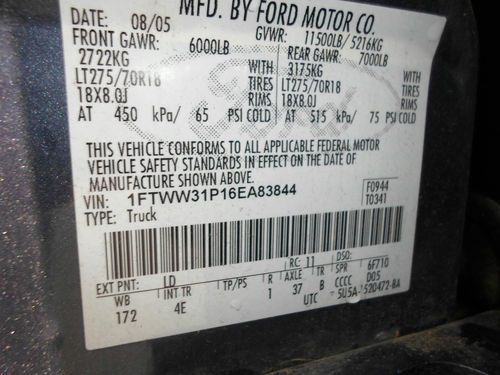 MFD. BY FORD MOTOR CO.
DATE: 08/05 GVWR: 11500LB/ 5216KG
FRONT GAWR: 6000LB REAR GAWR: 7000LB
2722KG WITH 3175KG WITH
LT275/70R18 TIRES LT275/70R18 TIRES
18X8.0J RIMS 18X8.0J RIMS
AT 450 kPa/ 65 PSI COLD AT 515 kPa/ 75 PSI COLD
THIS VEHICLE CONFORMS TO ALL APPLICABLE FEDERAL MOTOR
VEHICLE SAFETY STANDARDS IN EFFECT ON THE DATE OF
MANUFACTURE SHOWN ABOVE.
VIN: 1FTWW31P16EA83844 F0944
TYPE: Truck T0341
RC: 11 DSO:
EXT PNT: LD 6F710
WB INT TR TP/PS R AXLE TR SPR D05
172 4E 1 37 B CCCC
UTC 5U5A-1520472-BA